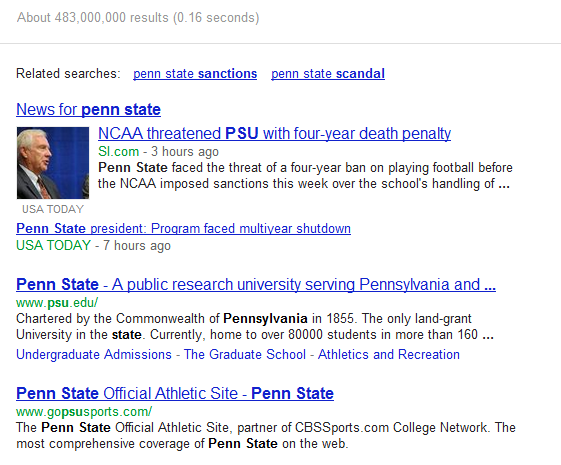 About 483,000,000 results (0.16 seconds)
Related searches: penn state sanctions penn state scandal
News for penn state
NCAA threatened PSU with four-year death penalty
SI.com - 3 hours ago
Penn State faced the threat of a four-year ban on playing football before
the NCAA imposed sanctions this week over the school's handling of ...
USA TODAY
Penn State president: Program faced multiyear shutdown
USA TODAY - 7 hours ago
Penn State - A public research university serving Pennsylvania and ...
www.psu.edu/
Chartered by the Commonwealth of Pennsylvania in 1855. The only land-grant
University in the state. Currently, home to over 80000 students in more than 160 ...
Undergraduate Admissions - The Graduate School - Athletics and Recreation
Penn State Official Athletic Site - Penn State
www.gopsusports.com/
The Penn State Official Athletic Site, partner of CBSSports.com College Network. The
most comprehensive coverage of Penn State on the web.